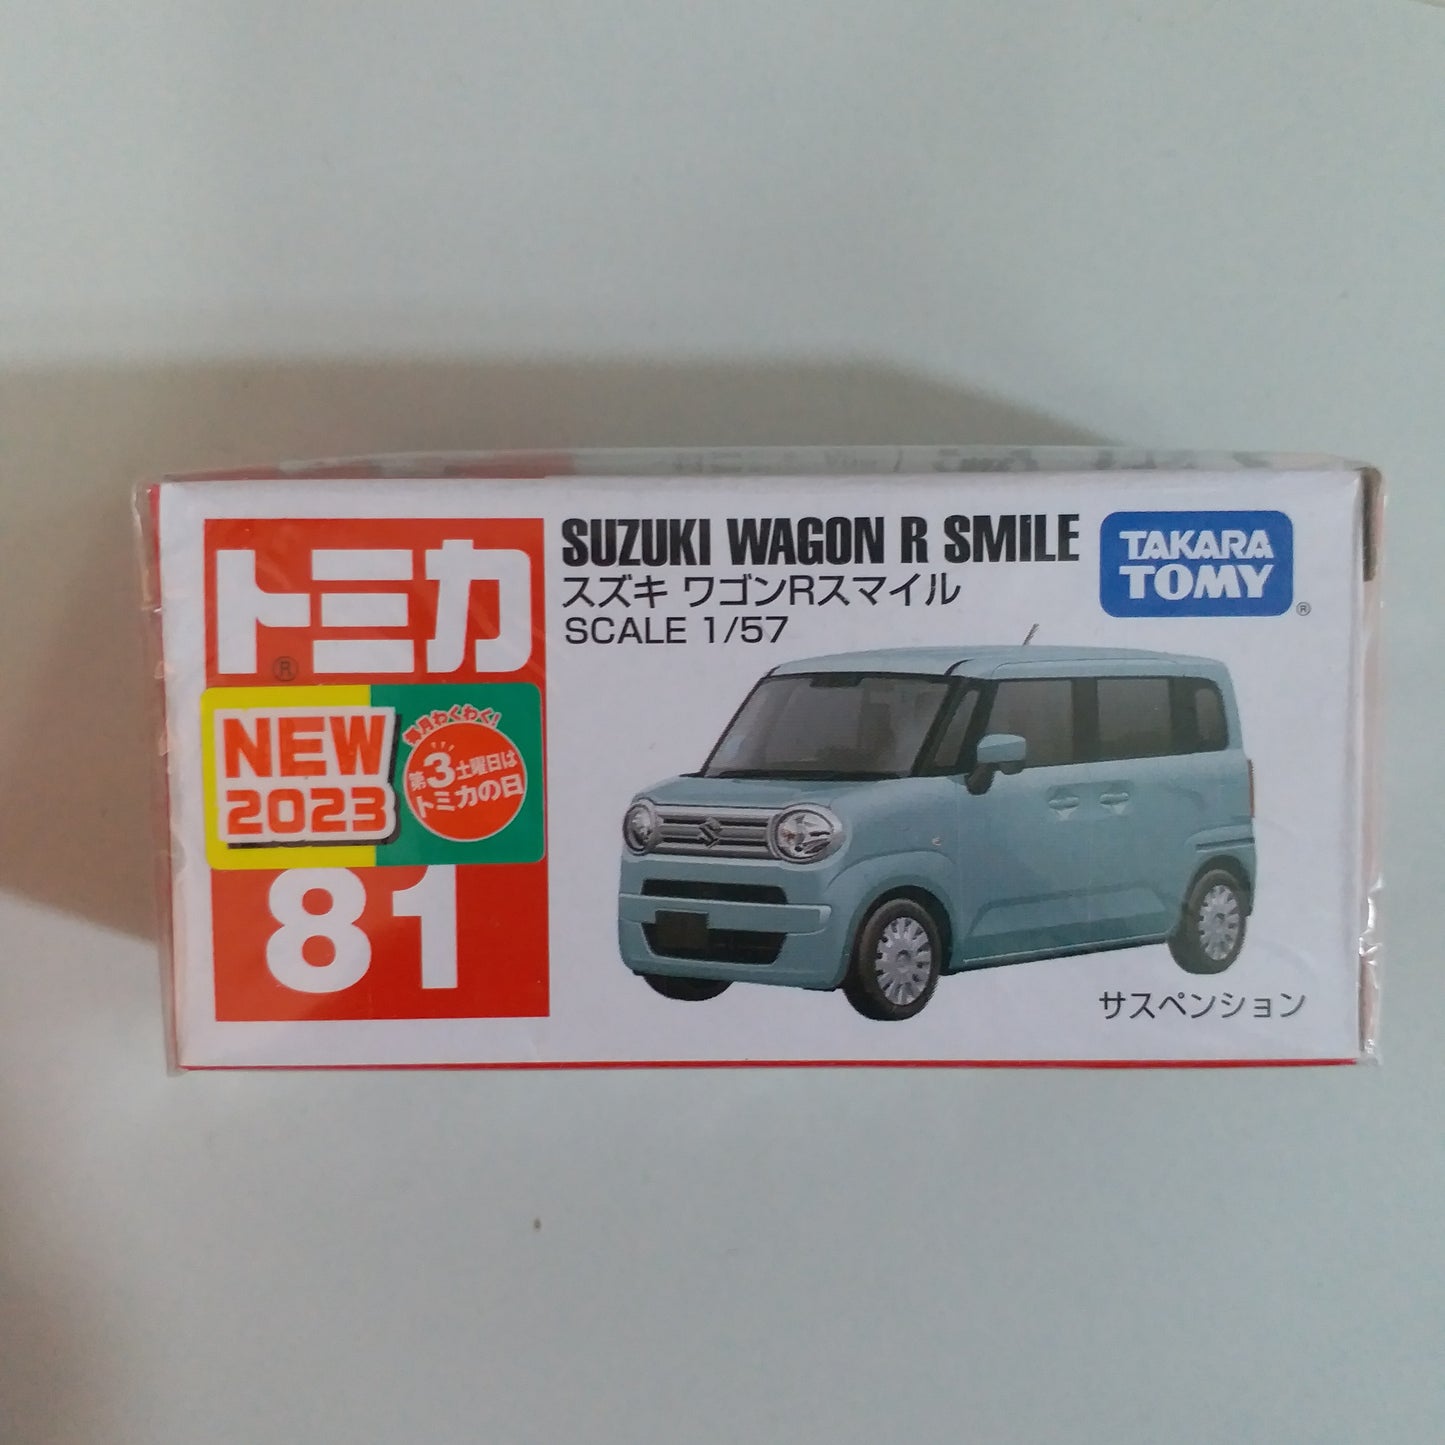 トミカ
®
NEW
2023
毎月わくわく!
第3土曜日は
トミカの日
81
SUZUKI WAGON R SMILE
スズキ ワゴンRスマイル
SCALE 1/57
TAKARA
TOMY
®
サスペンション